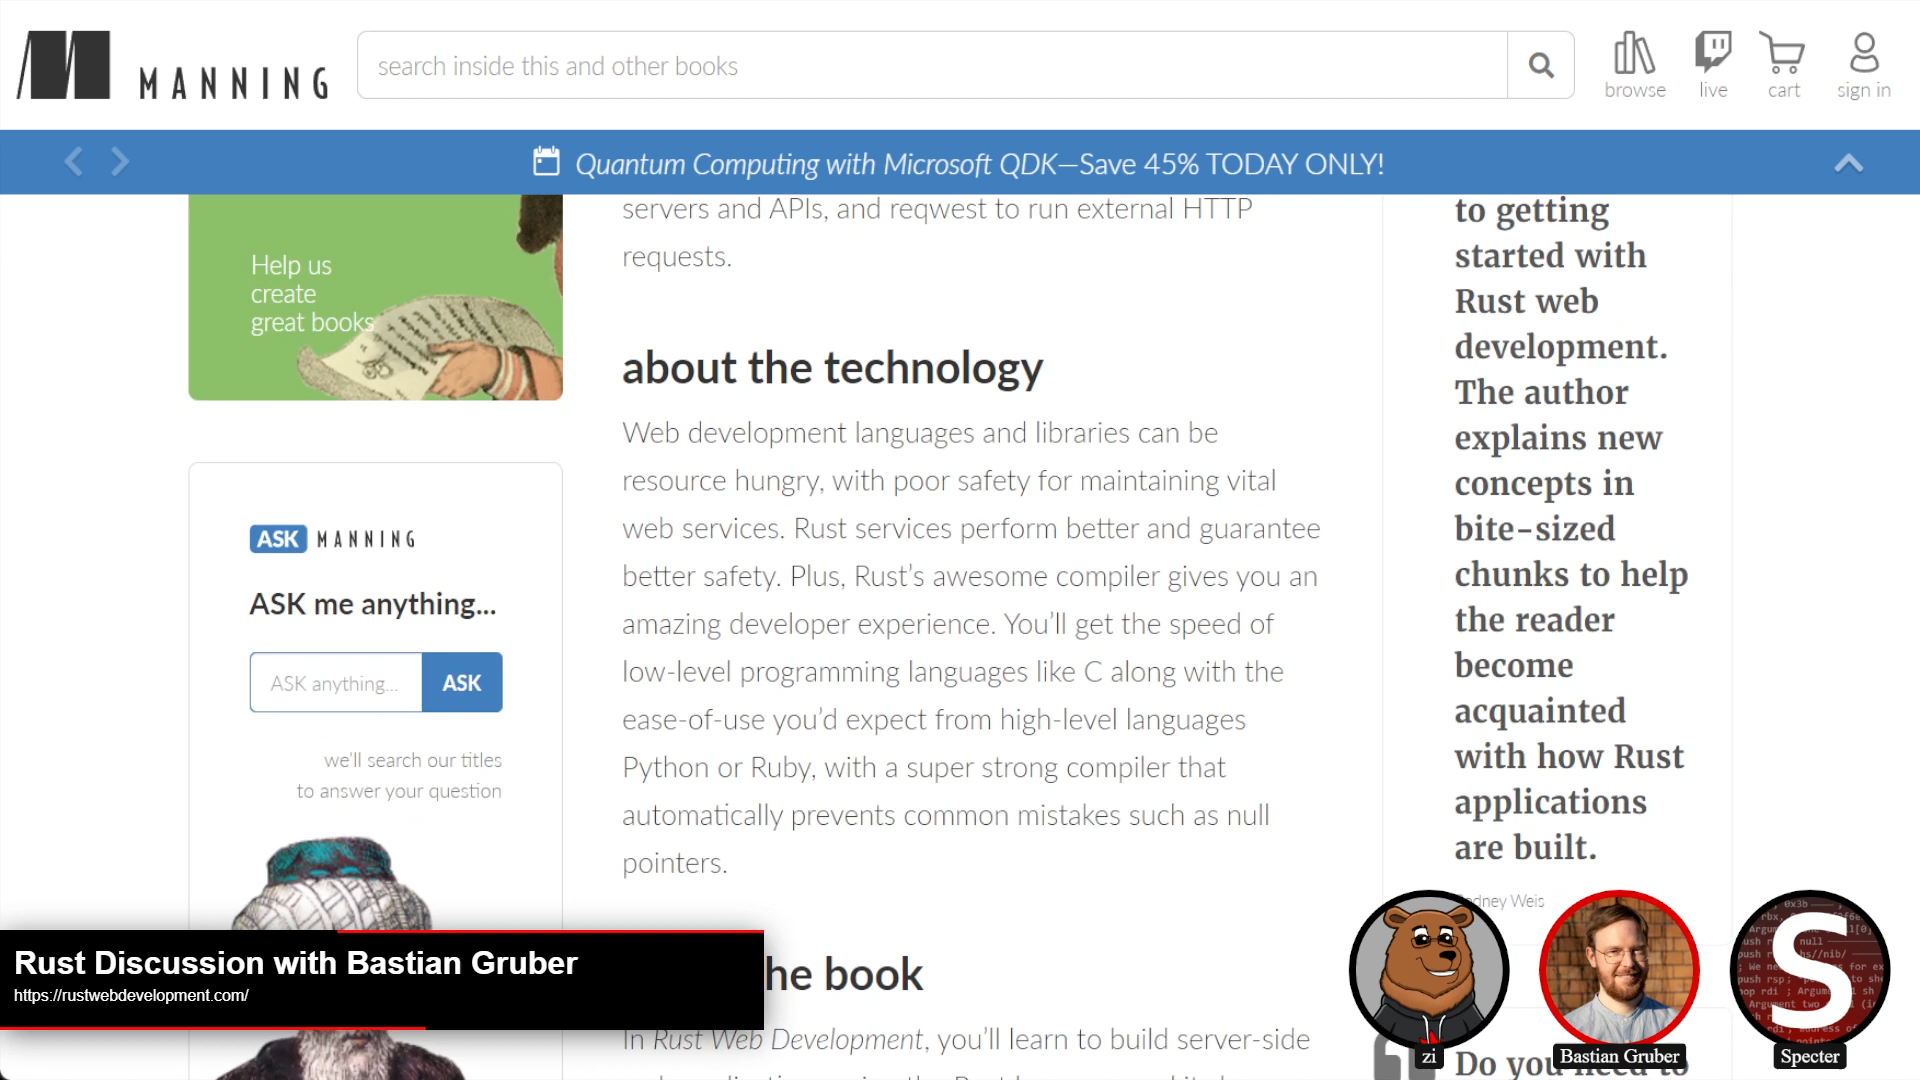 MANNING
search inside this and other books
browse
live
cart
sign in
Quantum Computing with Microsoft QDK—Save 45% TODAY ONLY!
Help us
create
great books
ASK MANNING
ASK me anything...
ASK anything...
ASK
we'll search our titles
to answer your question
servers and APIs, and reqwest to run external HTTP
requests.
about the technology
Web development languages and libraries can be
resource hungry, with poor safety for maintaining vital
web services. Rust services perform better and guarantee
better safety. Plus, Rust’s awesome compiler gives you an
amazing developer experience. You’ll get the speed of
low-level programming languages like C along with the
ease-of-use you’d expect from high-level languages
Python or Ruby, with a super strong compiler that
automatically prevents common mistakes such as null
pointers.
he book
In Rust Web Development, you’ll learn to build server-side
to getting
started with
Rust web
development.
The author
explains new
concepts in
bite-sized
chunks to help
the reader
become
acquainted
with how Rust
applications
are built.
Weis
Do you need to
Rust Discussion with Bastian Gruber
https://rustwebdevelopment.com/
zi
Bastian Gruber
S
Specter